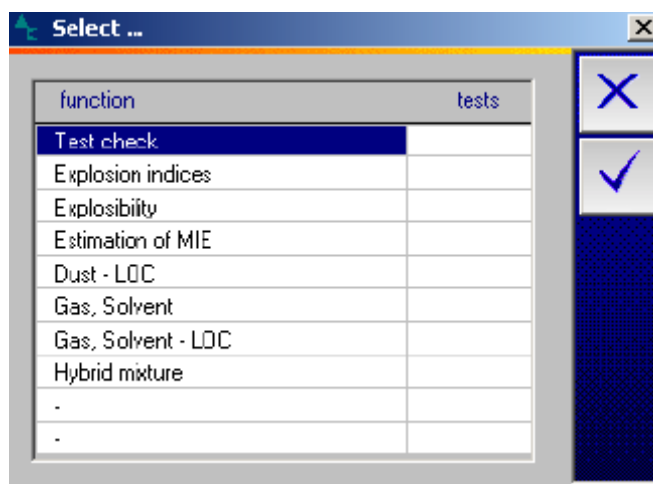 Select ...
function tests
Test check
Explosion indices
Explosibility
Estimation of MIE
Dust - LOC
Gas, Solvent
Gas, Solvent - LOC
Hybrid mixture
-
-